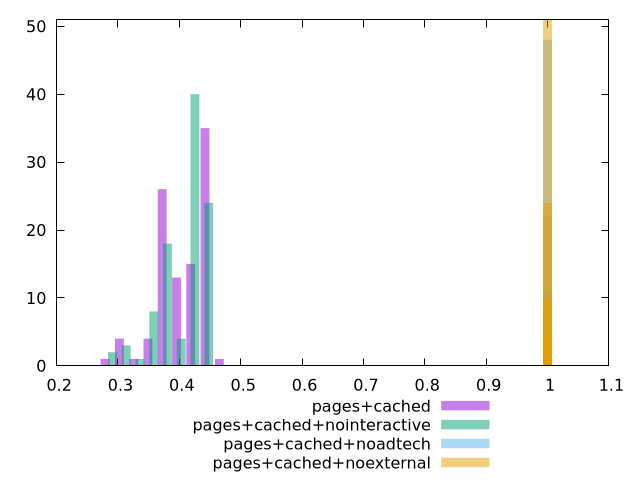 50
40
30
20
10
0
0.2 0.3 0.4 0.5 0.6 0.7 0.8 0.9 1 1.1
pages+cached
pages+cached+nointeractive
pages+cached+noadtech
pages+cached+noexternal